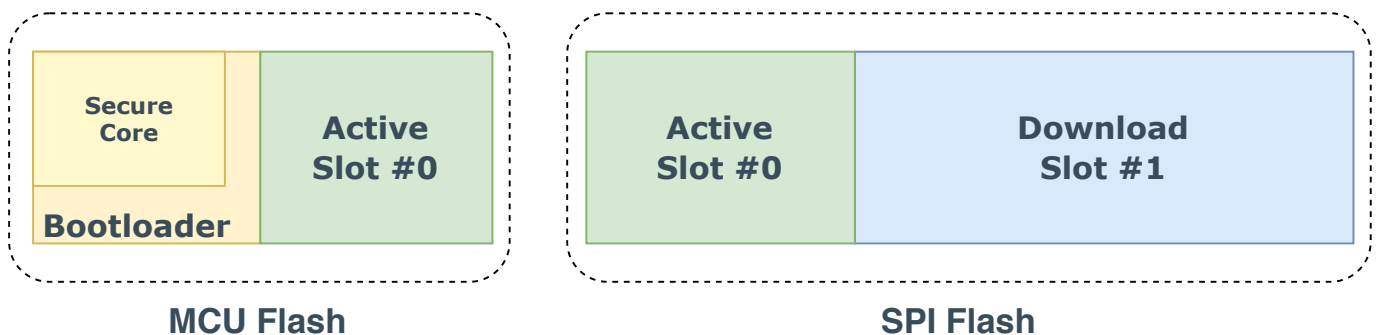 Secure
Core
Bootloader
Active
Slot #0
MCU Flash
Active
Slot #0
Download
Slot #1
SPI Flash